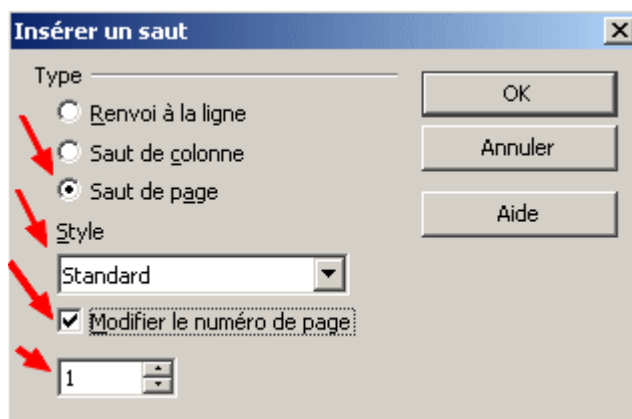 Insérer un saut
Type
Renvoi à la ligne
Saut de colonne
Saut de page
Style
Standard
Modifier le numéro de page
1
OK
Annuler
Aide